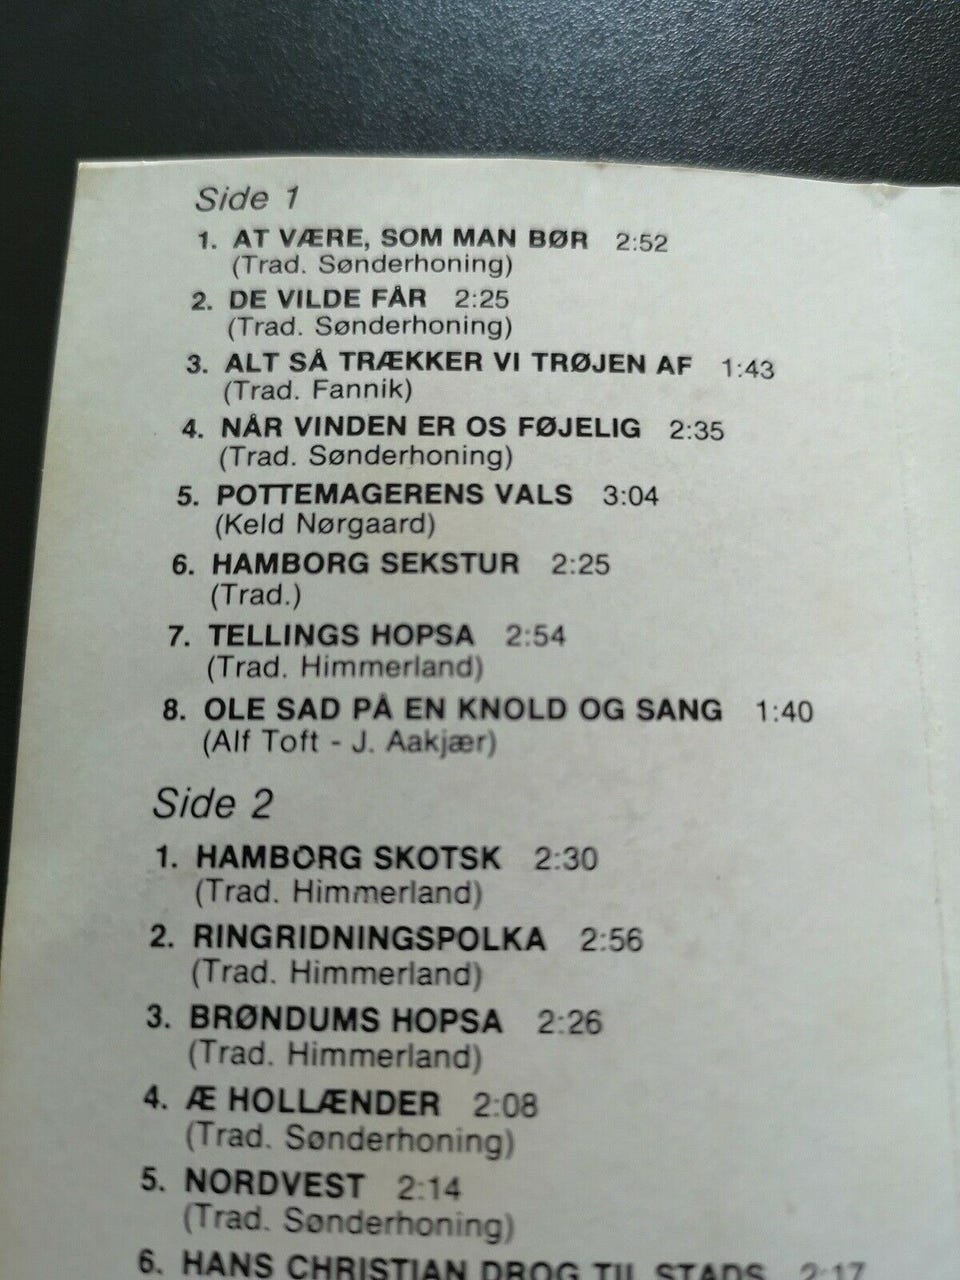 Side 1
1. AT VÆRE, SOM MAN BØR 2:52
(Trad. Sønderhoning)
2. DE VILDE FÅR 2:25
(Trad. Sønderhoning)
3. ALT SÅ TRÆKKER VI TRØJEN AF 1:43
(Trad. Fannik)
4. NÅR VINDEN ER OS FØJELIG 2:35
(Trad. Sønderhoning)
5. POTTEMAGERENS VALS 3:04
(Keld Nørgaard)
6. HAMBORG SEKSTUR 2:25
(Trad.)
7. TELLINGS HOPSA 2:54
(Trad. Himmerland)
8. OLE SAD PÅ EN KNOLD OG SANG 1:40
(Alf Toft - J. Aakjær)
Side 2
1. HAMBORG SKOTSK 2:30
(Trad. Himmerland)
2. RINGRIDNINGSPOLKA 2:56
(Trad. Himmerland)
3. BRØNDUMS HOPSA 2:26
(Trad. Himmerland)
4. Æ HOLLÆNDER 2:08
(Trad. Sønderhoning)
5. NORDVEST 2:14
(Trad. Sønderhoning)
6. HANS CHRISTIAN DROG TIL STADS 2:17